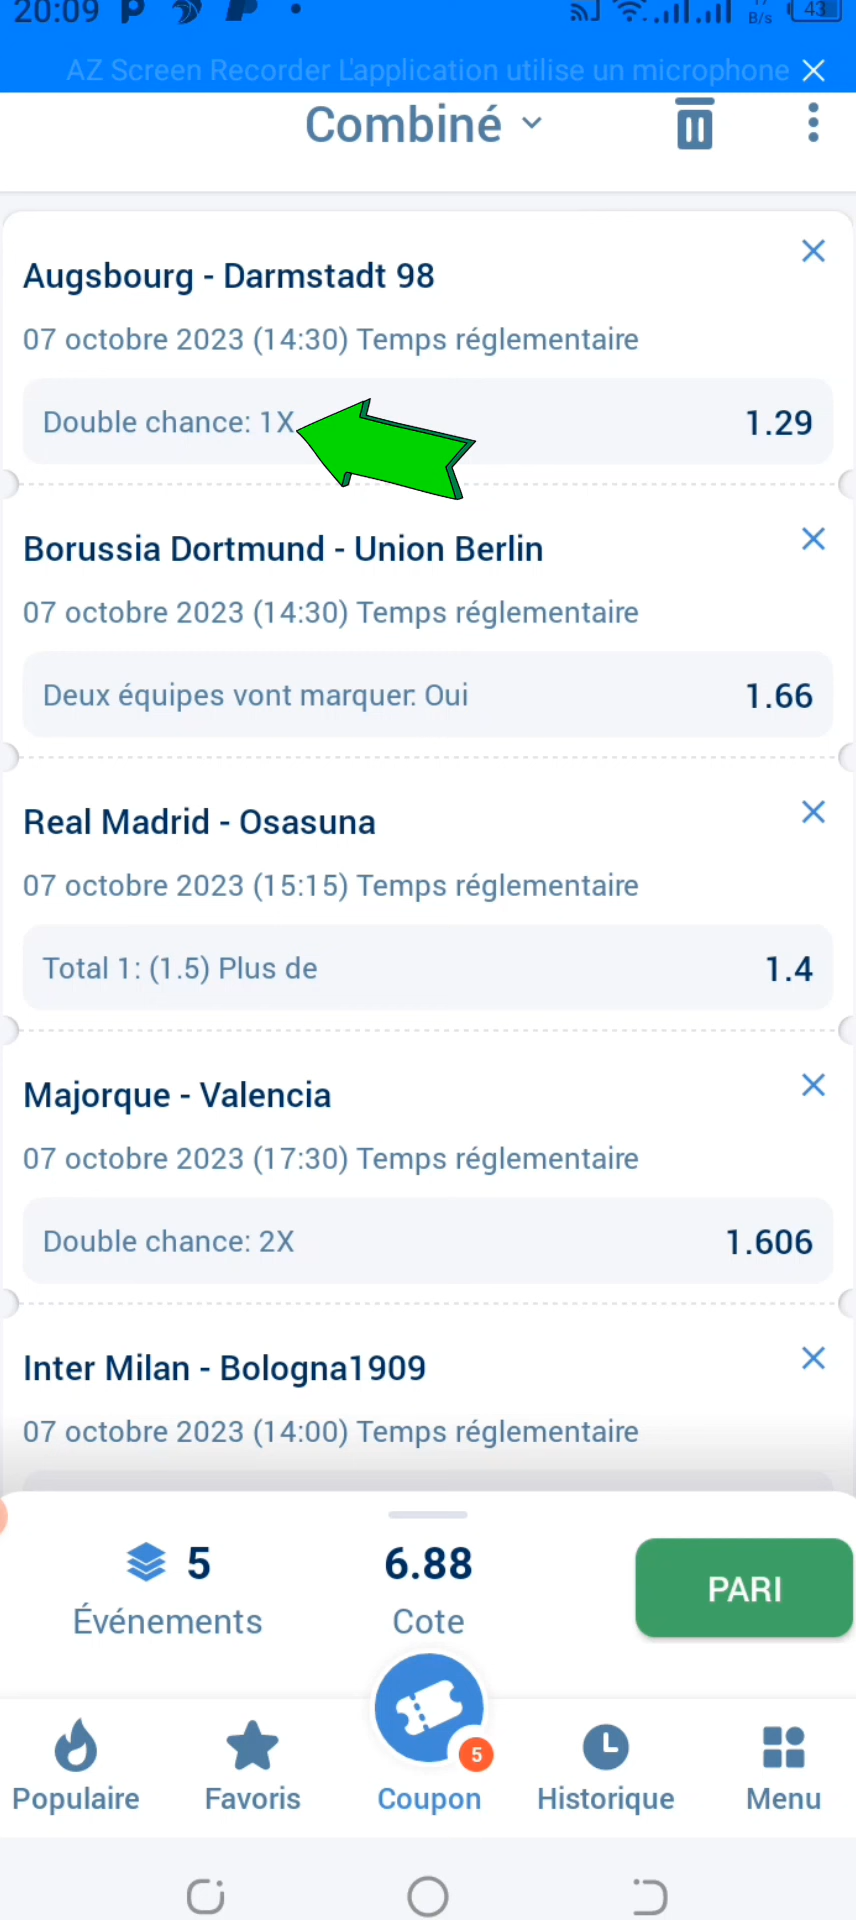 20:09
B/s
43
AZ Screen Recorder L'application utilise un microphone
Combiné
Augsbourg - Darmstadt 98
07 octobre 2023 (14:30) Temps réglementaire
Double chance: 1X
1.29
Borussia Dortmund - Union Berlin
07 octobre 2023 (14:30) Temps réglementaire
Deux équipes vont marquer: Oui
1.66
Real Madrid - Osasuna
07 octobre 2023 (15:15) Temps réglementaire
Total 1: (1.5) Plus de
1.4
Majorque - Valencia
07 octobre 2023 (17:30) Temps réglementaire
Double chance: 2X
1.606
Inter Milan - Bologna1909
07 octobre 2023 (14:00) Temps réglementaire
5
6.88
PARI
Événements
Cote
5
Populaire
Favoris
Coupon
Historique
Menu